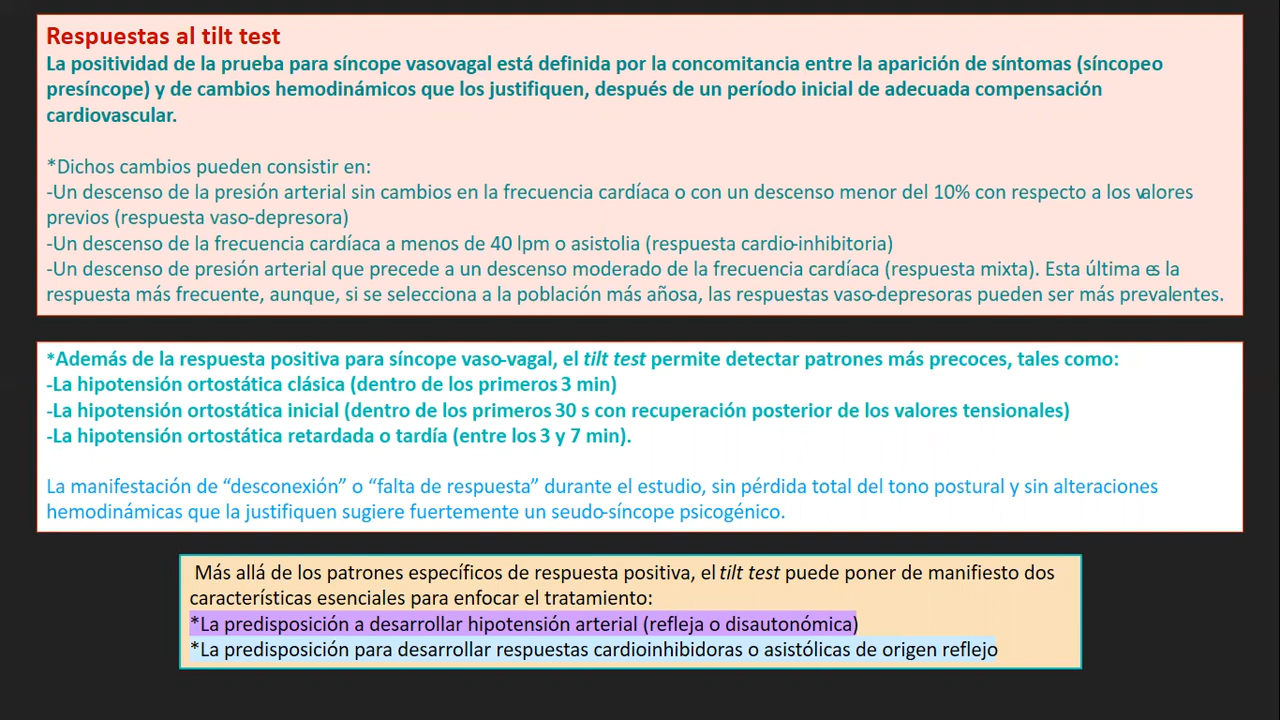 Respuestas al tilt test
La positividad de la prueba para síncope vasovagal está definida por la concomitancia entre la aparición de síntomas (síncopeo
presíncope) y de cambios hemodinámicos que los justifiquen, después de un período inicial de adecuada compensación
cardiovascular.
*Dichos cambios pueden consistir en:
-Un descenso de la presión arterial sin cambios en la frecuencia cardíaca o con un descenso menor del 10% con respecto a los valores
previos (respuesta vaso-depresora)
-Un descenso de la frecuencia cardíaca a menos de 40 lpm o asistolia (respuesta cardio-inhibitoria)
-Un descenso de presión arterial que precede a un descenso moderado de la frecuencia cardíaca (respuesta mixta). Esta última es la
respuesta más frecuente, aunque, si se selecciona a la población más añosa, las respuestas vaso-depresoras pueden ser más prevalentes.
*Además de la respuesta positiva para síncope vaso-vagal, el tilt test permite detectar patrones más precoces, tales como:
-La hipotensión ortostática clásica (dentro de los primeros 3 min)
-La hipotensión ortostática inicial (dentro de los primeros 30 s con recuperación posterior de los valores tensionales)
-La hipotensión ortostática retardada o tardía (entre los 3 y 7 min).
La manifestación de “desconexión” o “falta de respuesta” durante el estudio, sin pérdida total del tono postural y sin alteraciones
hemodinámicas que la justifiquen sugiere fuertemente un seudo-síncope psicogénico.
Más allá de los patrones específicos de respuesta positiva, el tilt test puede poner de manifiesto dos
características esenciales para enfocar el tratamiento:
*La predisposición a desarrollar hipotensión arterial (refleja o disautonómica)
*La predisposición para desarrollar respuestas cardioinhibidoras o asistólicas de origen reflejo